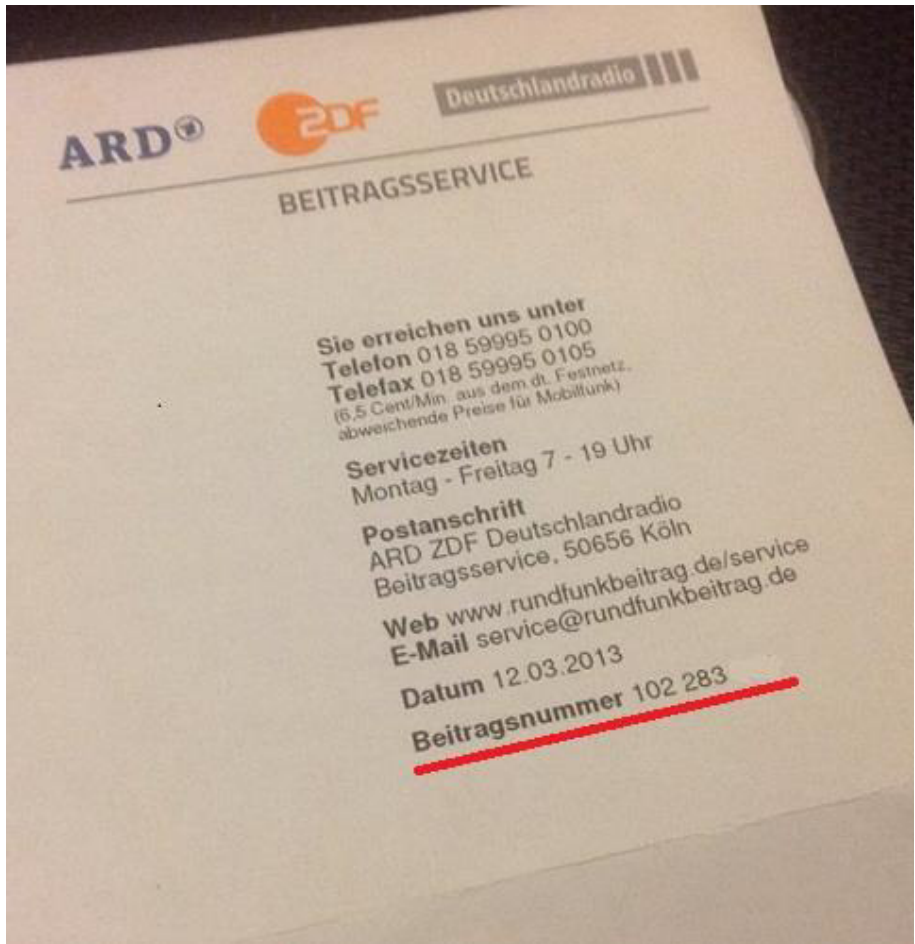 ARD
ZDF
Deutschlandradio
BEITRAGSSERVICE
Sie erreichen uns unter
Telefon 018 59995 0100
Telefax 018 59995 0105
(6,5 Cent/Min. aus dem dt. Festnetz,
abweichende Preise für Mobilfunk)
Servicezeiten
Montag - Freitag 7 - 19 Uhr
Postanschrift
ARD ZDF Deutschlandradio
Beitragsservice, 50656 Köln
Web www.rundfunkbeitrag.de/service
E-Mail service@rundfunkbeitrag.de
Datum 12.03.2013
Beitragsnummer 102 283